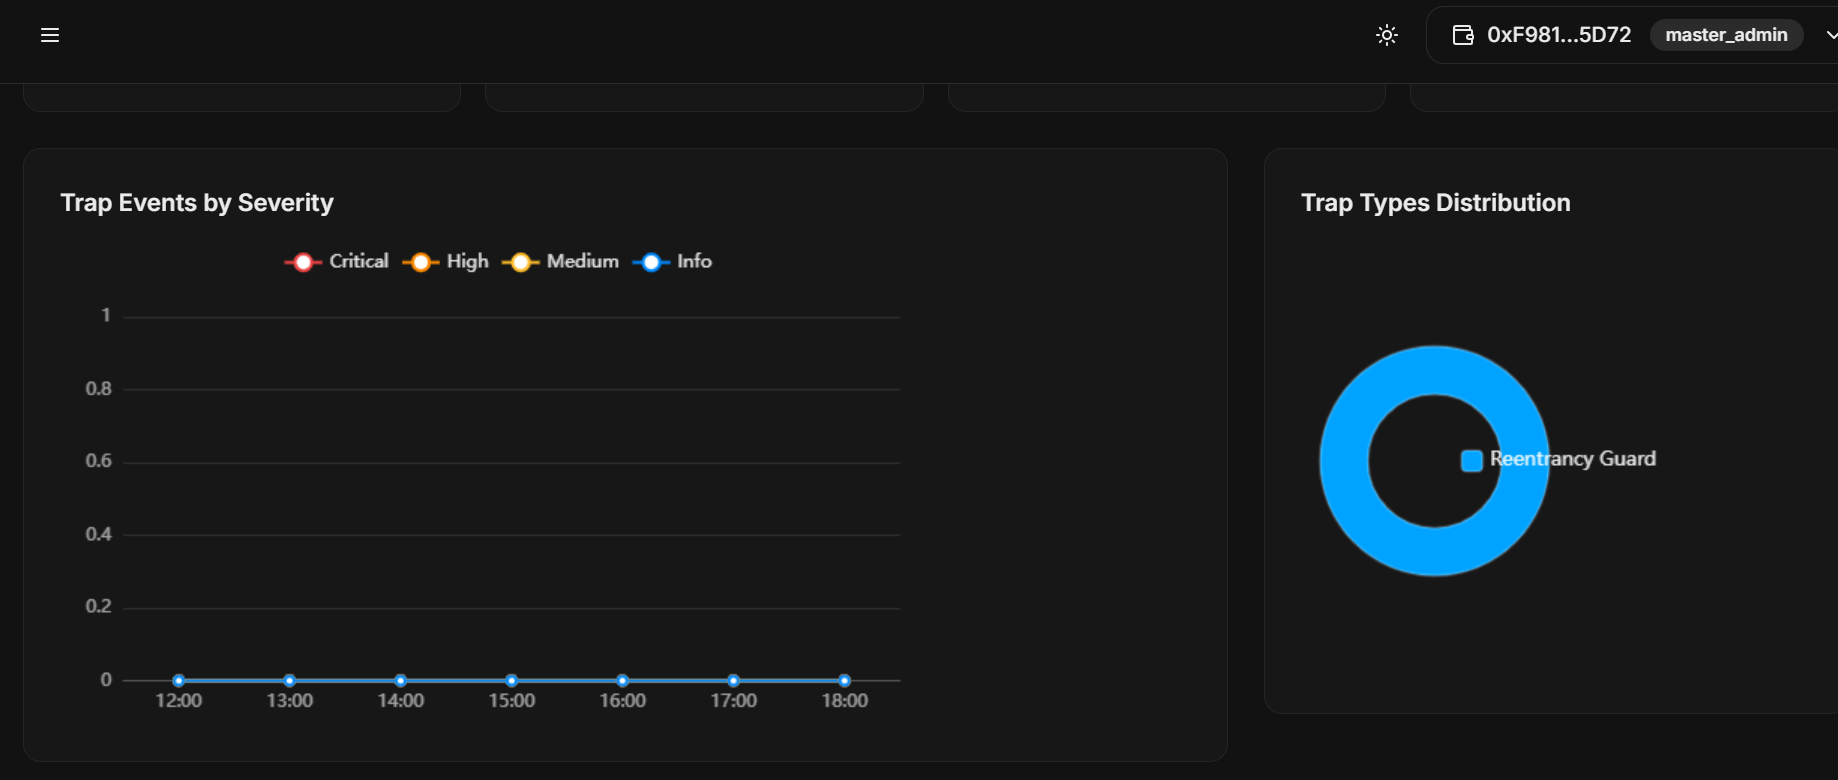 0xF981...5D72 master_admin
Trap Events by Severity
Critical High Medium Info
1
0.8
0.6
0.4
0.2
0
12:00 13:00 14:00 15:00 16:00 17:00 18:00
Trap Types Distribution
Reentrancy Guard